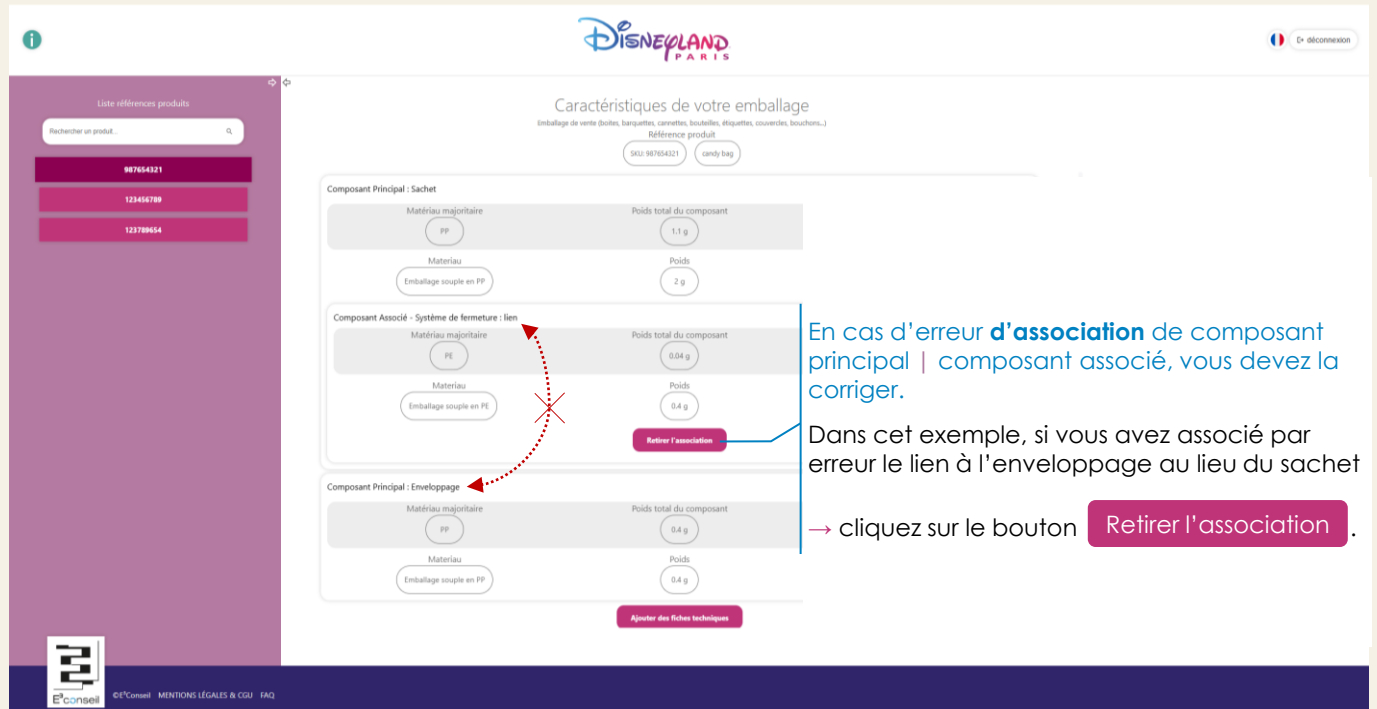 Disneyland
PARIS
déconnexion
Liste références produits
Rechercher un produit...
987654321
123456789
123789654
Caractéristiques de votre emballage
Emballage de vente (boites, barquettes, cannettes, bouteilles, étiquettes, couvercles, bouchons...)
Référence produit
SKU: 987654321 candy bag
Composant Principal : Sachet
Matériau majoritaire Poids total du composant
PP 1.1 g
Materiau Poids
Emballage souple en PP 2 g
Composant Associé - Système de fermeture : lien
Matériau majoritaire Poids total du composant
PE 0.04 g
Materiau Poids
Emballage souple en PE 0.4 g
Retirer l'association
Composant Principal : Enveloppage
Matériau majoritaire Poids total du composant
PP 0.4 g
Materiau Poids
Emballage souple en PP 0.4 g
Ajouter des fiches techniques
En cas d'erreur d'association de composant
principal | composant associé, vous devez la
corriger.
Dans cet exemple, si vous avez associé par
erreur le lien à l'enveloppage au lieu du sachet
→ cliquez sur le bouton Retirer l'association .
E³conseil
©E³Conseil MENTIONS LÉGALES & CGU FAQ